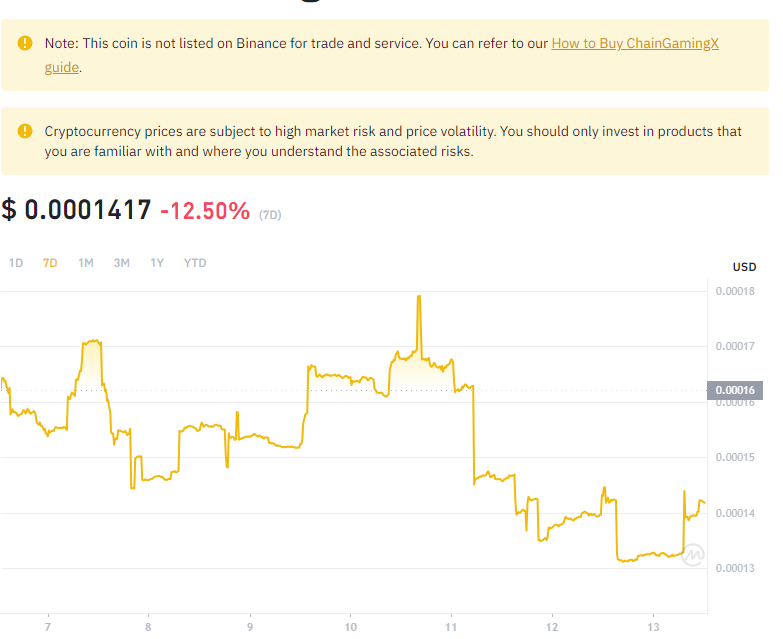 Note: This coin is not listed on Binance for trade and service. You can refer to our How to Buy ChainGamingX
guide.
Cryptocurrency prices are subject to high market risk and price volatility. You should only invest in products that
you are familiar with and where you understand the associated risks.
$ 0.0001417 -12.50% (7D)
1D 7D 1M 3M 1Y YTD
USD
0.00018
0.00017
0.00016
0.00016
0.00015
0.00014
0.00013
7 8 9 10 11 12 13